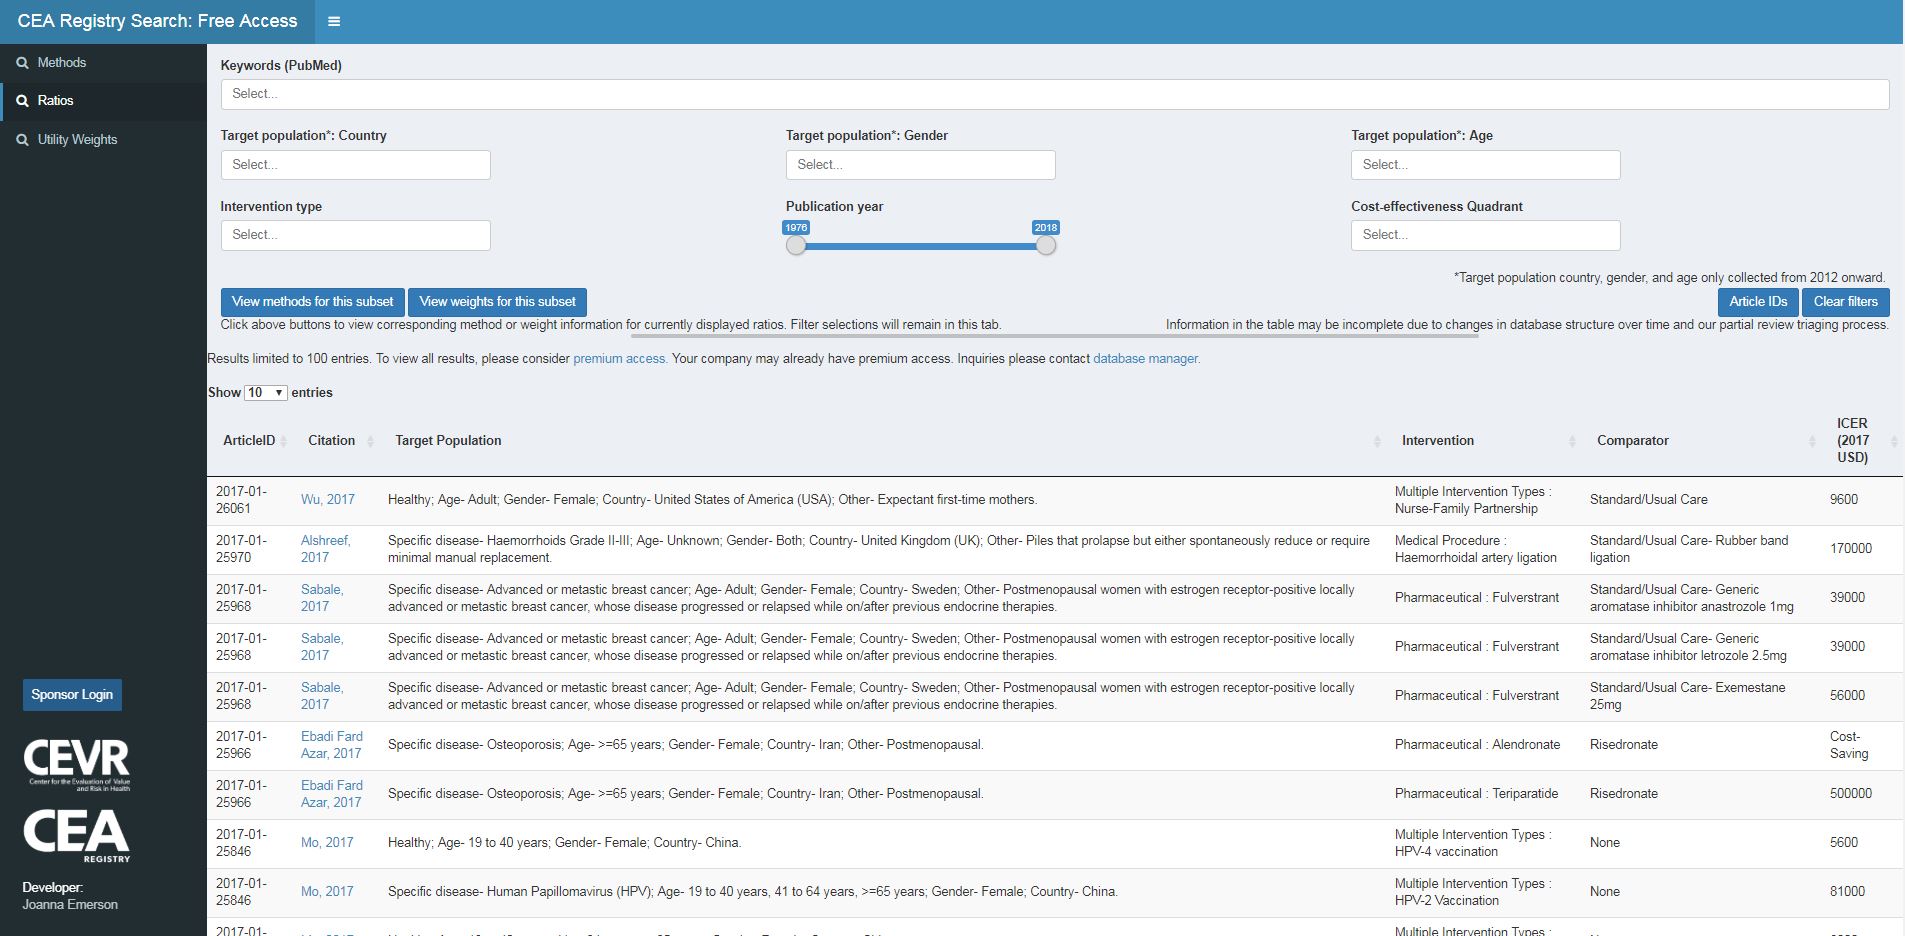 CEA Registry Search: Free Access
Methods
Ratios
Utility Weights
Keywords (PubMed)
Select...
Target population*: Country
Target population*: Gender
Target population*: Age
Select...
Select...
Select...
Intervention type
Publication year
Cost-effectiveness Quadrant
Select...
1976
2018
Select...
*Target population country, gender, and age only collected from 2012 onward.
View methods for this subset
View weights for this subset
Article IDs
Clear filters
Click above buttons to view corresponding method or weight information for currently displayed ratios. Filter selections will remain in this tab.
Information in the table may be incomplete due to changes in database structure over time and our partial review triaging process.
Results limited to 100 entries. To view all results, please consider premium access. Your company may already have premium access. Inquiries please contact database manager.
Show 10 entries
ArticleID
Citation
Target Population
Intervention
Comparator
ICER
(2017
USD)
2017-01-
26061
Wu, 2017
Healthy; Age- Adult; Gender- Female; Country- United States of America (USA); Other- Expectant first-time mothers.
Multiple Intervention Types :
Nurse-Family Partnership
Standard/Usual Care
9600
2017-01-
25970
Alshreef,
2017
Specific disease- Haemorrhoids Grade II-III; Age- Unknown; Gender- Both; Country- United Kingdom (UK); Other- Piles that prolapse but either spontaneously reduce or require
minimal manual replacement.
Medical Procedure :
Haemorrhoidal artery ligation
Standard/Usual Care- Rubber band
ligation
170000
2017-01-
25968
Sabale,
2017
Specific disease- Advanced or metastic breast cancer; Age- Adult; Gender- Female; Country- Sweden; Other- Postmenopausal women with estrogen receptor-positive locally
advanced or metastic breast cancer, whose disease progressed or relapsed while on/after previous endocrine therapies.
Pharmaceutical : Fulverstrant
Standard/Usual Care- Generic
aromatase inhibitor anastrozole 1mg
39000
2017-01-
25968
Sabale,
2017
Specific disease- Advanced or metastic breast cancer; Age- Adult; Gender- Female; Country- Sweden; Other- Postmenopausal women with estrogen receptor-positive locally
advanced or metastic breast cancer, whose disease progressed or relapsed while on/after previous endocrine therapies.
Pharmaceutical : Fulverstrant
Standard/Usual Care- Generic
aromatase inhibitor letrozole 2.5mg
39000
2017-01-
25968
Sabale,
2017
Specific disease- Advanced or metastic breast cancer; Age- Adult; Gender- Female; Country- Sweden; Other- Postmenopausal women with estrogen receptor-positive locally
advanced or metastic breast cancer, whose disease progressed or relapsed while on/after previous endocrine therapies.
Pharmaceutical : Fulverstrant
Standard/Usual Care- Exemestane
25mg
56000
2017-01-
25966
Ebadi Fard
Azar, 2017
Specific disease- Osteoporosis; Age- >=65 years; Gender- Female; Country- Iran; Other- Postmenopausal.
Pharmaceutical : Alendronate
Risedronate
Cost-
Saving
2017-01-
25966
Ebadi Fard
Azar, 2017
Specific disease- Osteoporosis; Age- >=65 years; Gender- Female; Country- Iran; Other- Postmenopausal.
Pharmaceutical : Teriparatide
Risedronate
500000
2017-01-
25846
Mo, 2017
Healthy; Age- 19 to 40 years; Gender- Female; Country- China.
Multiple Intervention Types :
HPV-4 vaccination
None
5600
2017-01-
25846
Mo, 2017
Specific disease- Human Papillomavirus (HPV); Age- 19 to 40 years, 41 to 64 years, >=65 years; Gender- Female; Country- China.
Multiple Intervention Types :
HPV-2 Vaccination
None
81000
2017-01-
Multiple Intervention Types :
Sponsor Login
CEVR
Center for the Evaluation of Value
and Risk in Health
CEA
REGISTRY
Developer:
Joanna Emerson